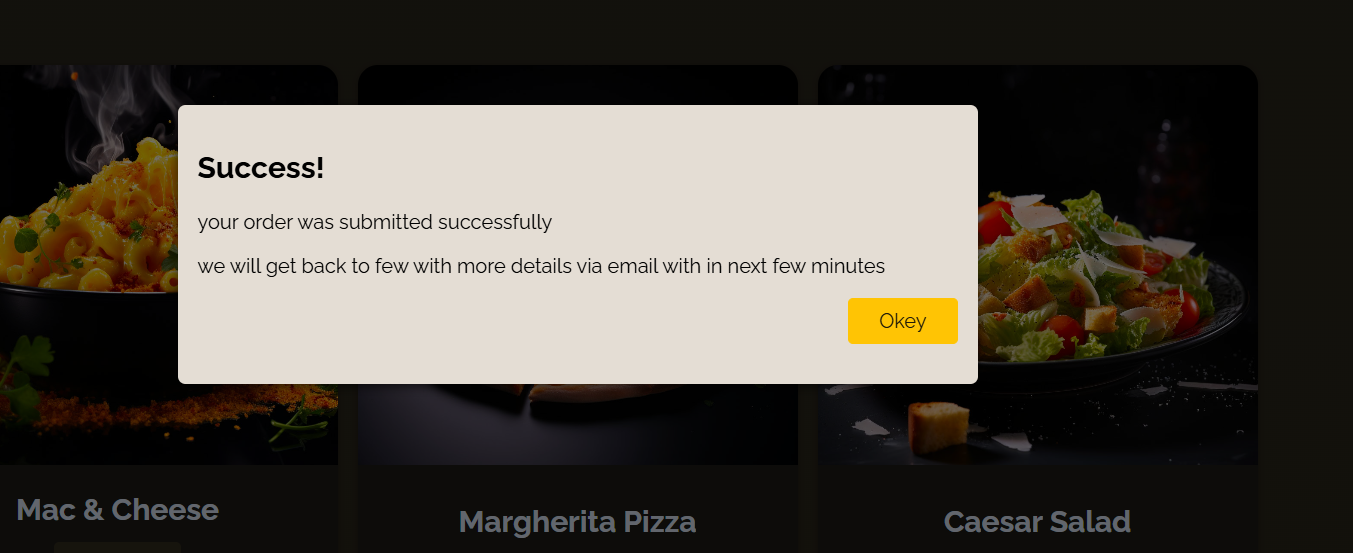 Success!
your order was submitted successfully
we will get back to few with more details via email with in next few minutes
Okey
Mac & Cheese
Margherita Pizza
Caesar Salad